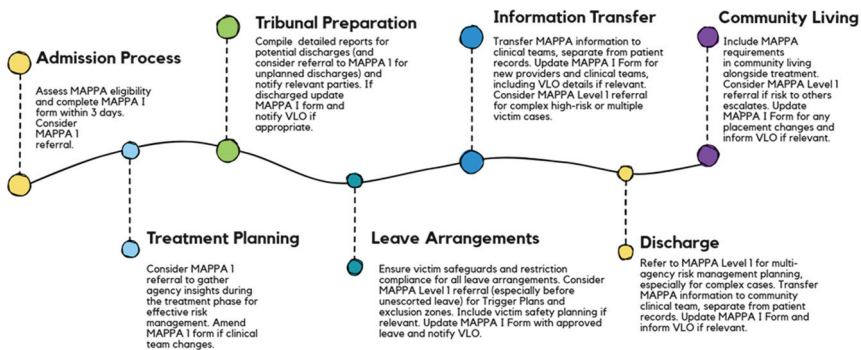 Admission Process
Assess MAPPA eligibility
and complete MAPPA I
form within 3 days.
Consider
MAPPA 1
referral.
Treatment Planning
Consider MAPPA 1
referral to gather
agency insights during
the treatment phase for
effective risk
management. Amend
MAPPA 1 form if clinical
team changes.
Tribunal Preparation
Compile detailed reports for
potential discharges (and
consider referral to MAPPA 1 for
unplanned discharges) and
notify relevant parties. If
discharged update
MAPPA I form and
notify VLO if
appropriate.
Leave Arrangements
Ensure victim safeguards and restriction
compliance for all leave arrangements. Consider
MAPPA Level 1 referral (especially before
unescorted leave) for Trigger Plans and
exclusion zones. Include victim safety planning if
relevant. Update MAPPA I Form with approved
leave and notify VLO.
Information Transfer
Transfer MAPPA information to
clinical teams, separate from patient
records. Update MAPPA I Form for
new providers and clinical teams,
including VLO details if relevant.
Consider MAPPA Level 1 referral
for complex high-risk or multiple
victim cases.
Discharge
Refer to MAPPA Level 1 for multi-
agency risk management planning,
especially for complex cases. Transfer
MAPPA information to community
clinical team, separate from patient
records. Update MAPPA I Form and
inform VLO if relevant.
Community Living
Include MAPPA
requirements
in community living
alongside treatment.
Consider MAPPA Level 1
referral if risk to others
escalates. Update
MAPPA I Form for any
placement changes and
inform VLO if relevant.